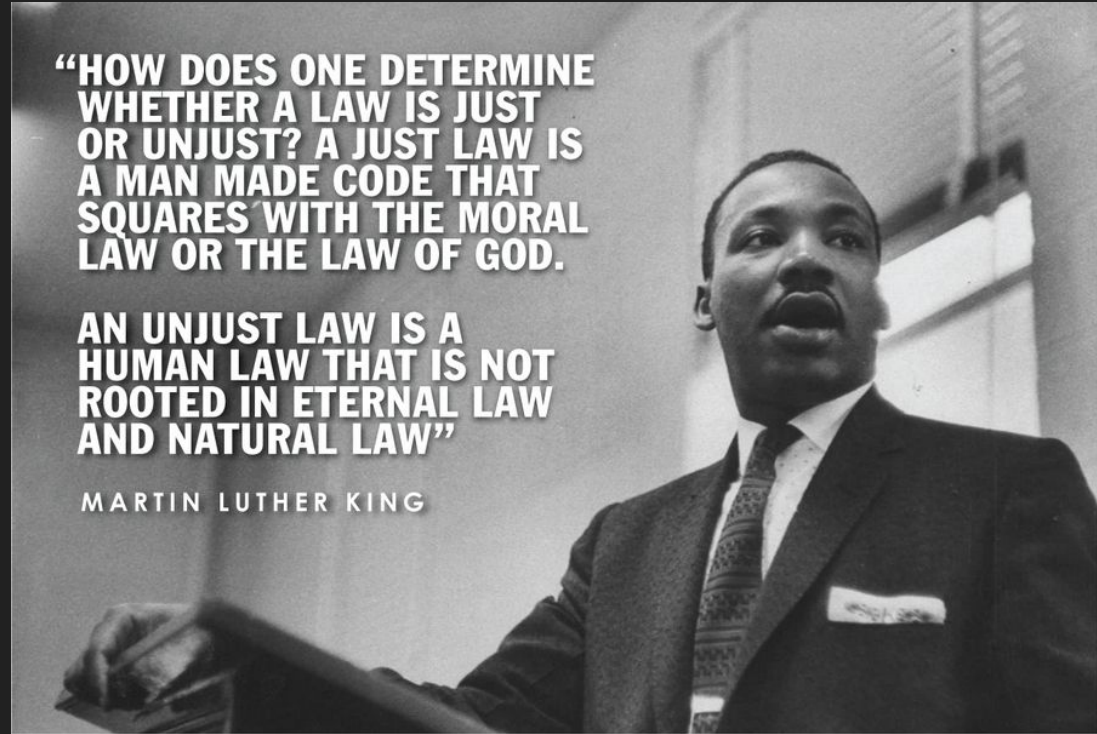 “HOW DOES ONE DETERMINE
WHETHER A LAW IS JUST
OR UNJUST? A JUST LAW IS
A MAN MADE CODE THAT
SQUARES WITH THE MORAL
LAW OR THE LAW OF GOD.
AN UNJUST LAW IS A
HUMAN LAW THAT IS NOT
ROOTED IN ETERNAL LAW
AND NATURAL LAW”
MARTIN LUTHER KING